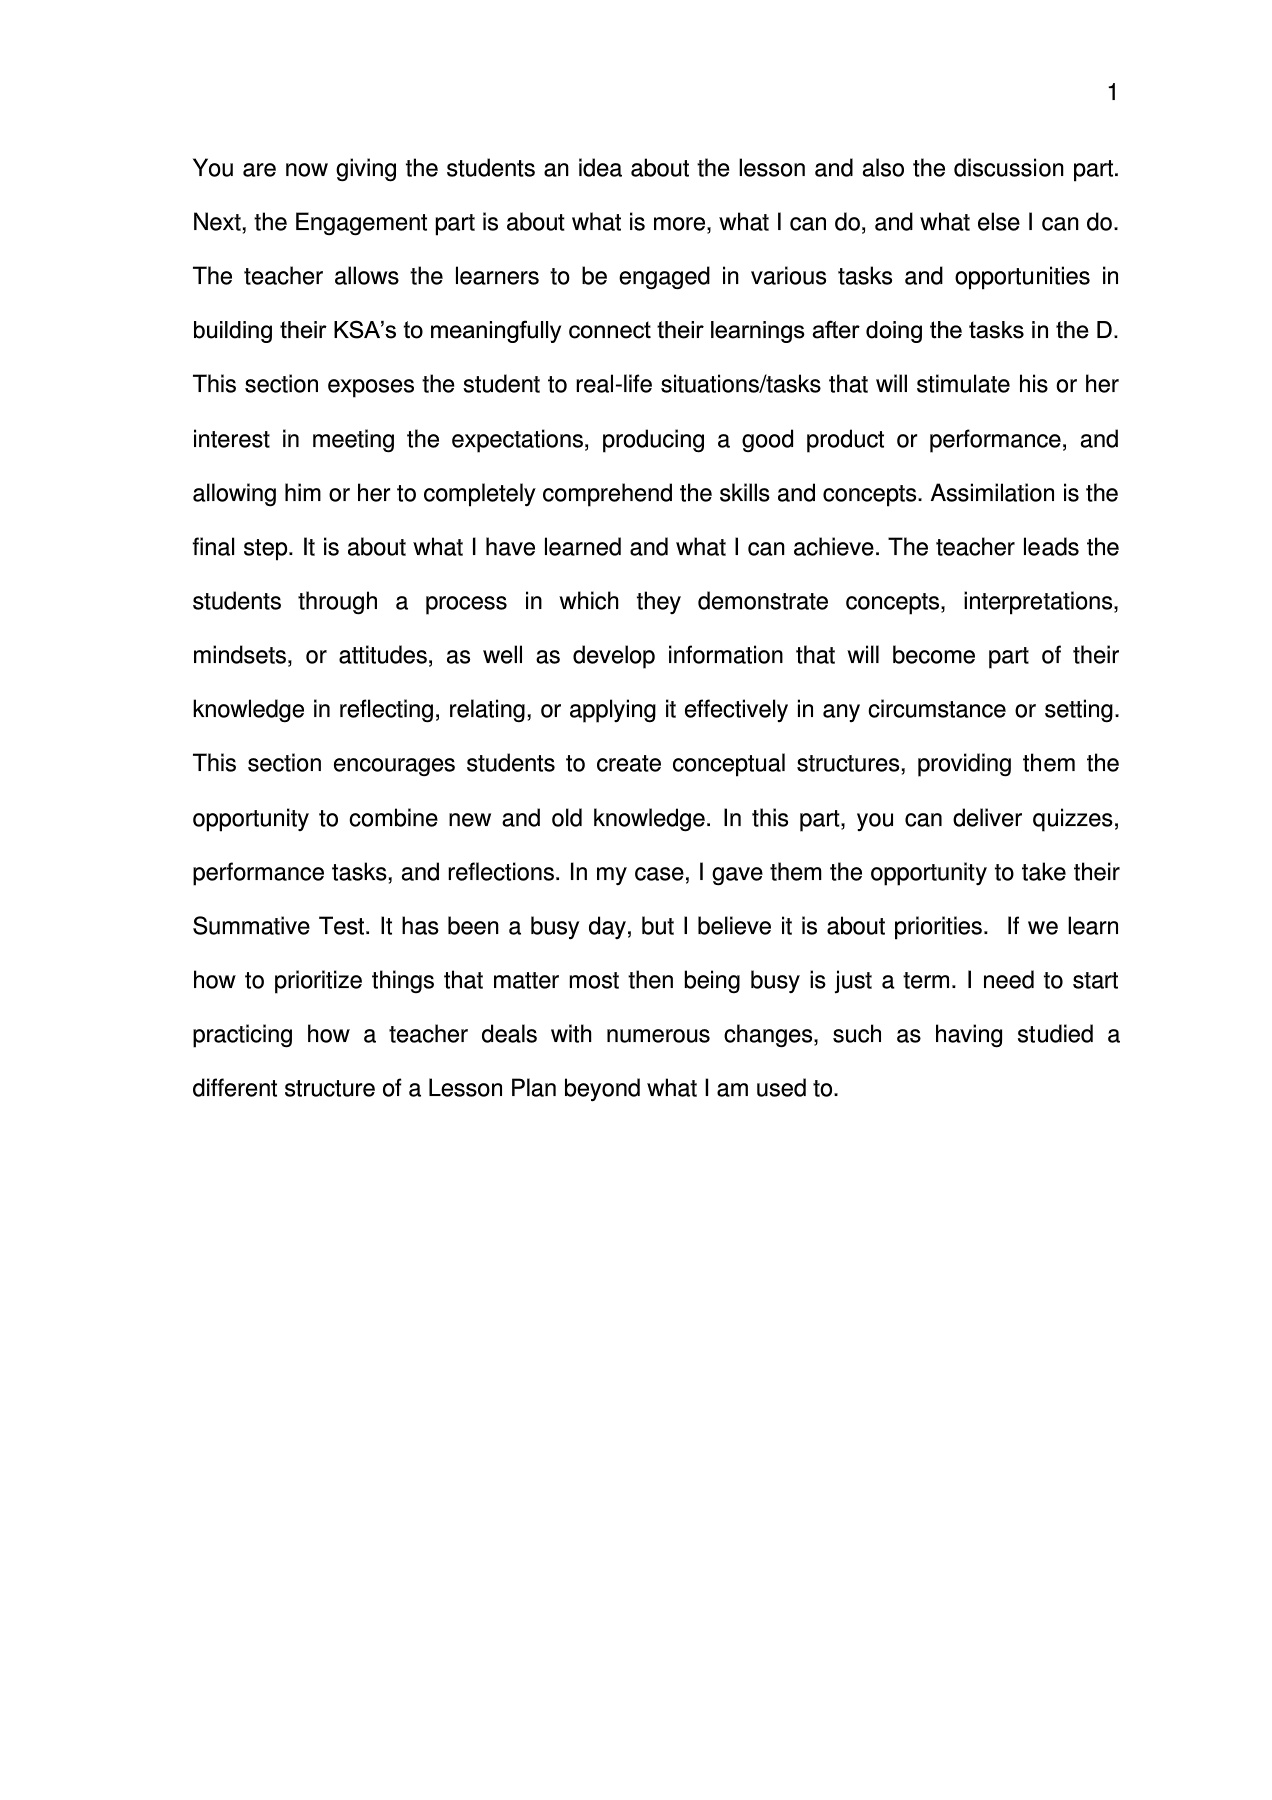 1
You are now giving the students an idea about the lesson and also the discussion part.
Next, the Engagement part is about what is more, what I can do, and what else I can do.
The teacher allows the learners to be engaged in various tasks and opportunities in
building their KSA’s to meaningfully connect their learnings after doing the tasks in the D.
This section exposes the student to real-life situations/tasks that will stimulate his or her
interest in meeting the expectations, producing a good product or performance, and
allowing him or her to completely comprehend the skills and concepts. Assimilation is the
final step. It is about what I have learned and what I can achieve. The teacher leads the
students through a process in which they demonstrate concepts, interpretations,
mindsets, or attitudes, as well as develop information that will become part of their
knowledge in reflecting, relating, or applying it effectively in any circumstance or setting.
This section encourages students to create conceptual structures, providing them the
opportunity to combine new and old knowledge. In this part, you can deliver quizzes,
performance tasks, and reflections. In my case, I gave them the opportunity to take their
Summative Test. It has been a busy day, but I believe it is about priorities.  If we learn
how to prioritize things that matter most then being busy is just a term. I need to start
practicing how a teacher deals with numerous changes, such as having studied a
different structure of a Lesson Plan beyond what I am used to.